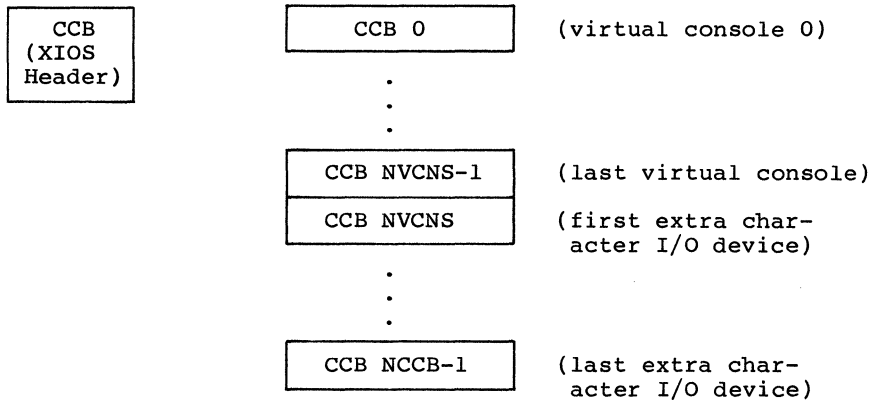 CCB
(XIOS
Header)
CCB 0 (virtual console 0)
.
.
.
CCB NVCNS-1 (last virtual console)
CCB NVCNS (first extra char-
acter I/O device)
.
.
.
CCB NCCB-1 (last extra char-
acter I/O device)